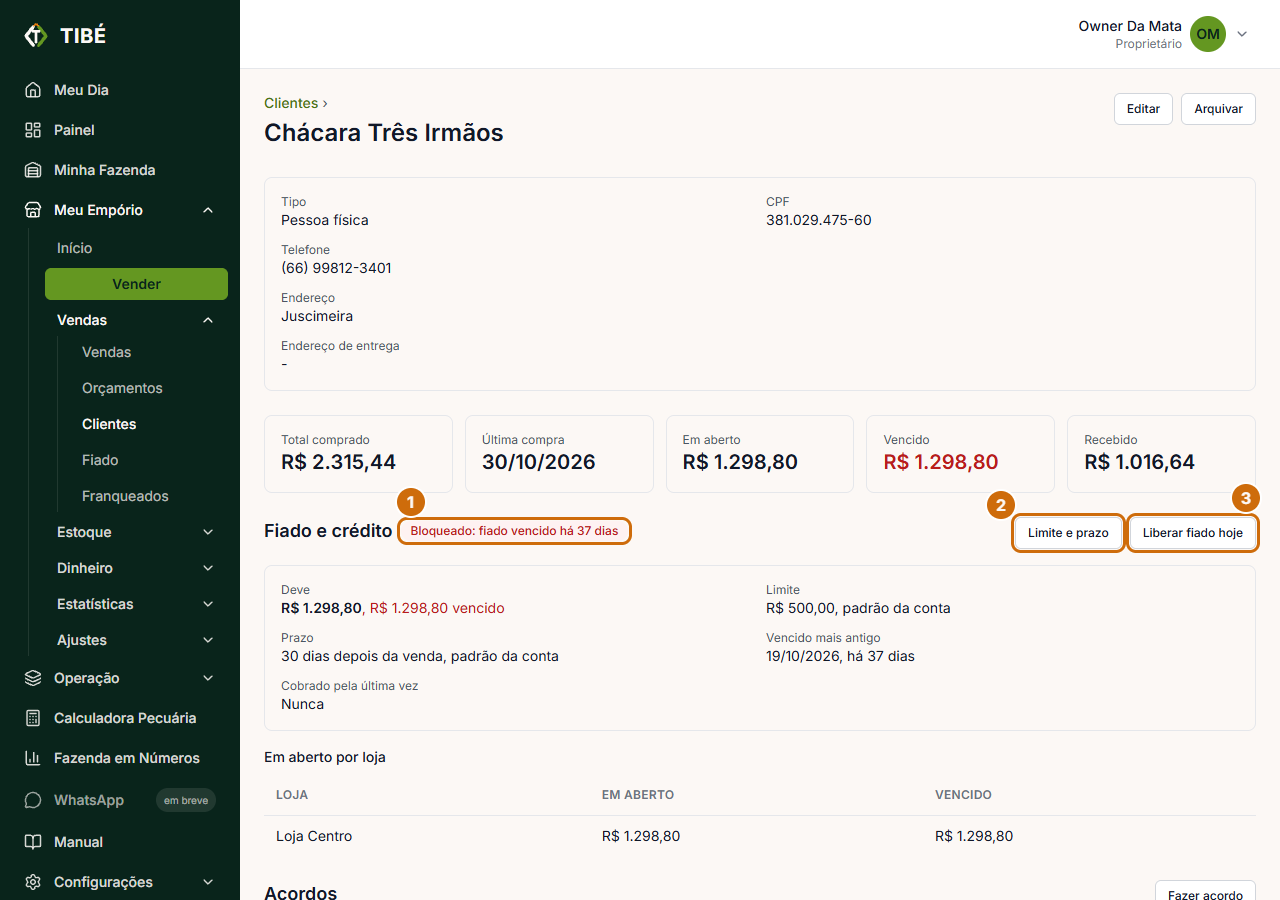 TIBÉ
Meu Dia
Painel
Minha Fazenda
Meu Empório
Início
Vender
Vendas
Vendas
Orçamentos
Clientes
Fiado
Franqueados
Estoque
Dinheiro
Estatísticas
Ajustes
Operação
Calculadora Pecuária
Fazenda em Números
WhatsApp em breve
Manual
Configurações
Owner Da Mata
Proprietário
OM
Clientes ›
Chácara Três Irmãos
Editar Arquivar
Tipo
Pessoa física
CPF
381.029.475-60
Telefone
(66) 99812-3401
Endereço
Juscimeira
Endereço de entrega
-
Total comprado
R$ 2.315,44
Última compra
30/10/2026
Em aberto
R$ 1.298,80
Vencido
R$ 1.298,80
Recebido
R$ 1.016,64
1
2
3
Fiado e crédito Bloqueado: fiado vencido há 37 dias
Limite e prazo Liberar fiado hoje
Deve
R$ 1.298,80, R$ 1.298,80 vencido
Limite
R$ 500,00, padrão da conta
Prazo
30 dias depois da venda, padrão da conta
Vencido mais antigo
19/10/2026, há 37 dias
Cobrado pela última vez
Nunca
Em aberto por loja
LOJA EM ABERTO VENCIDO
Loja Centro R$ 1.298,80 R$ 1.298,80
Acordos
Fazer acordo